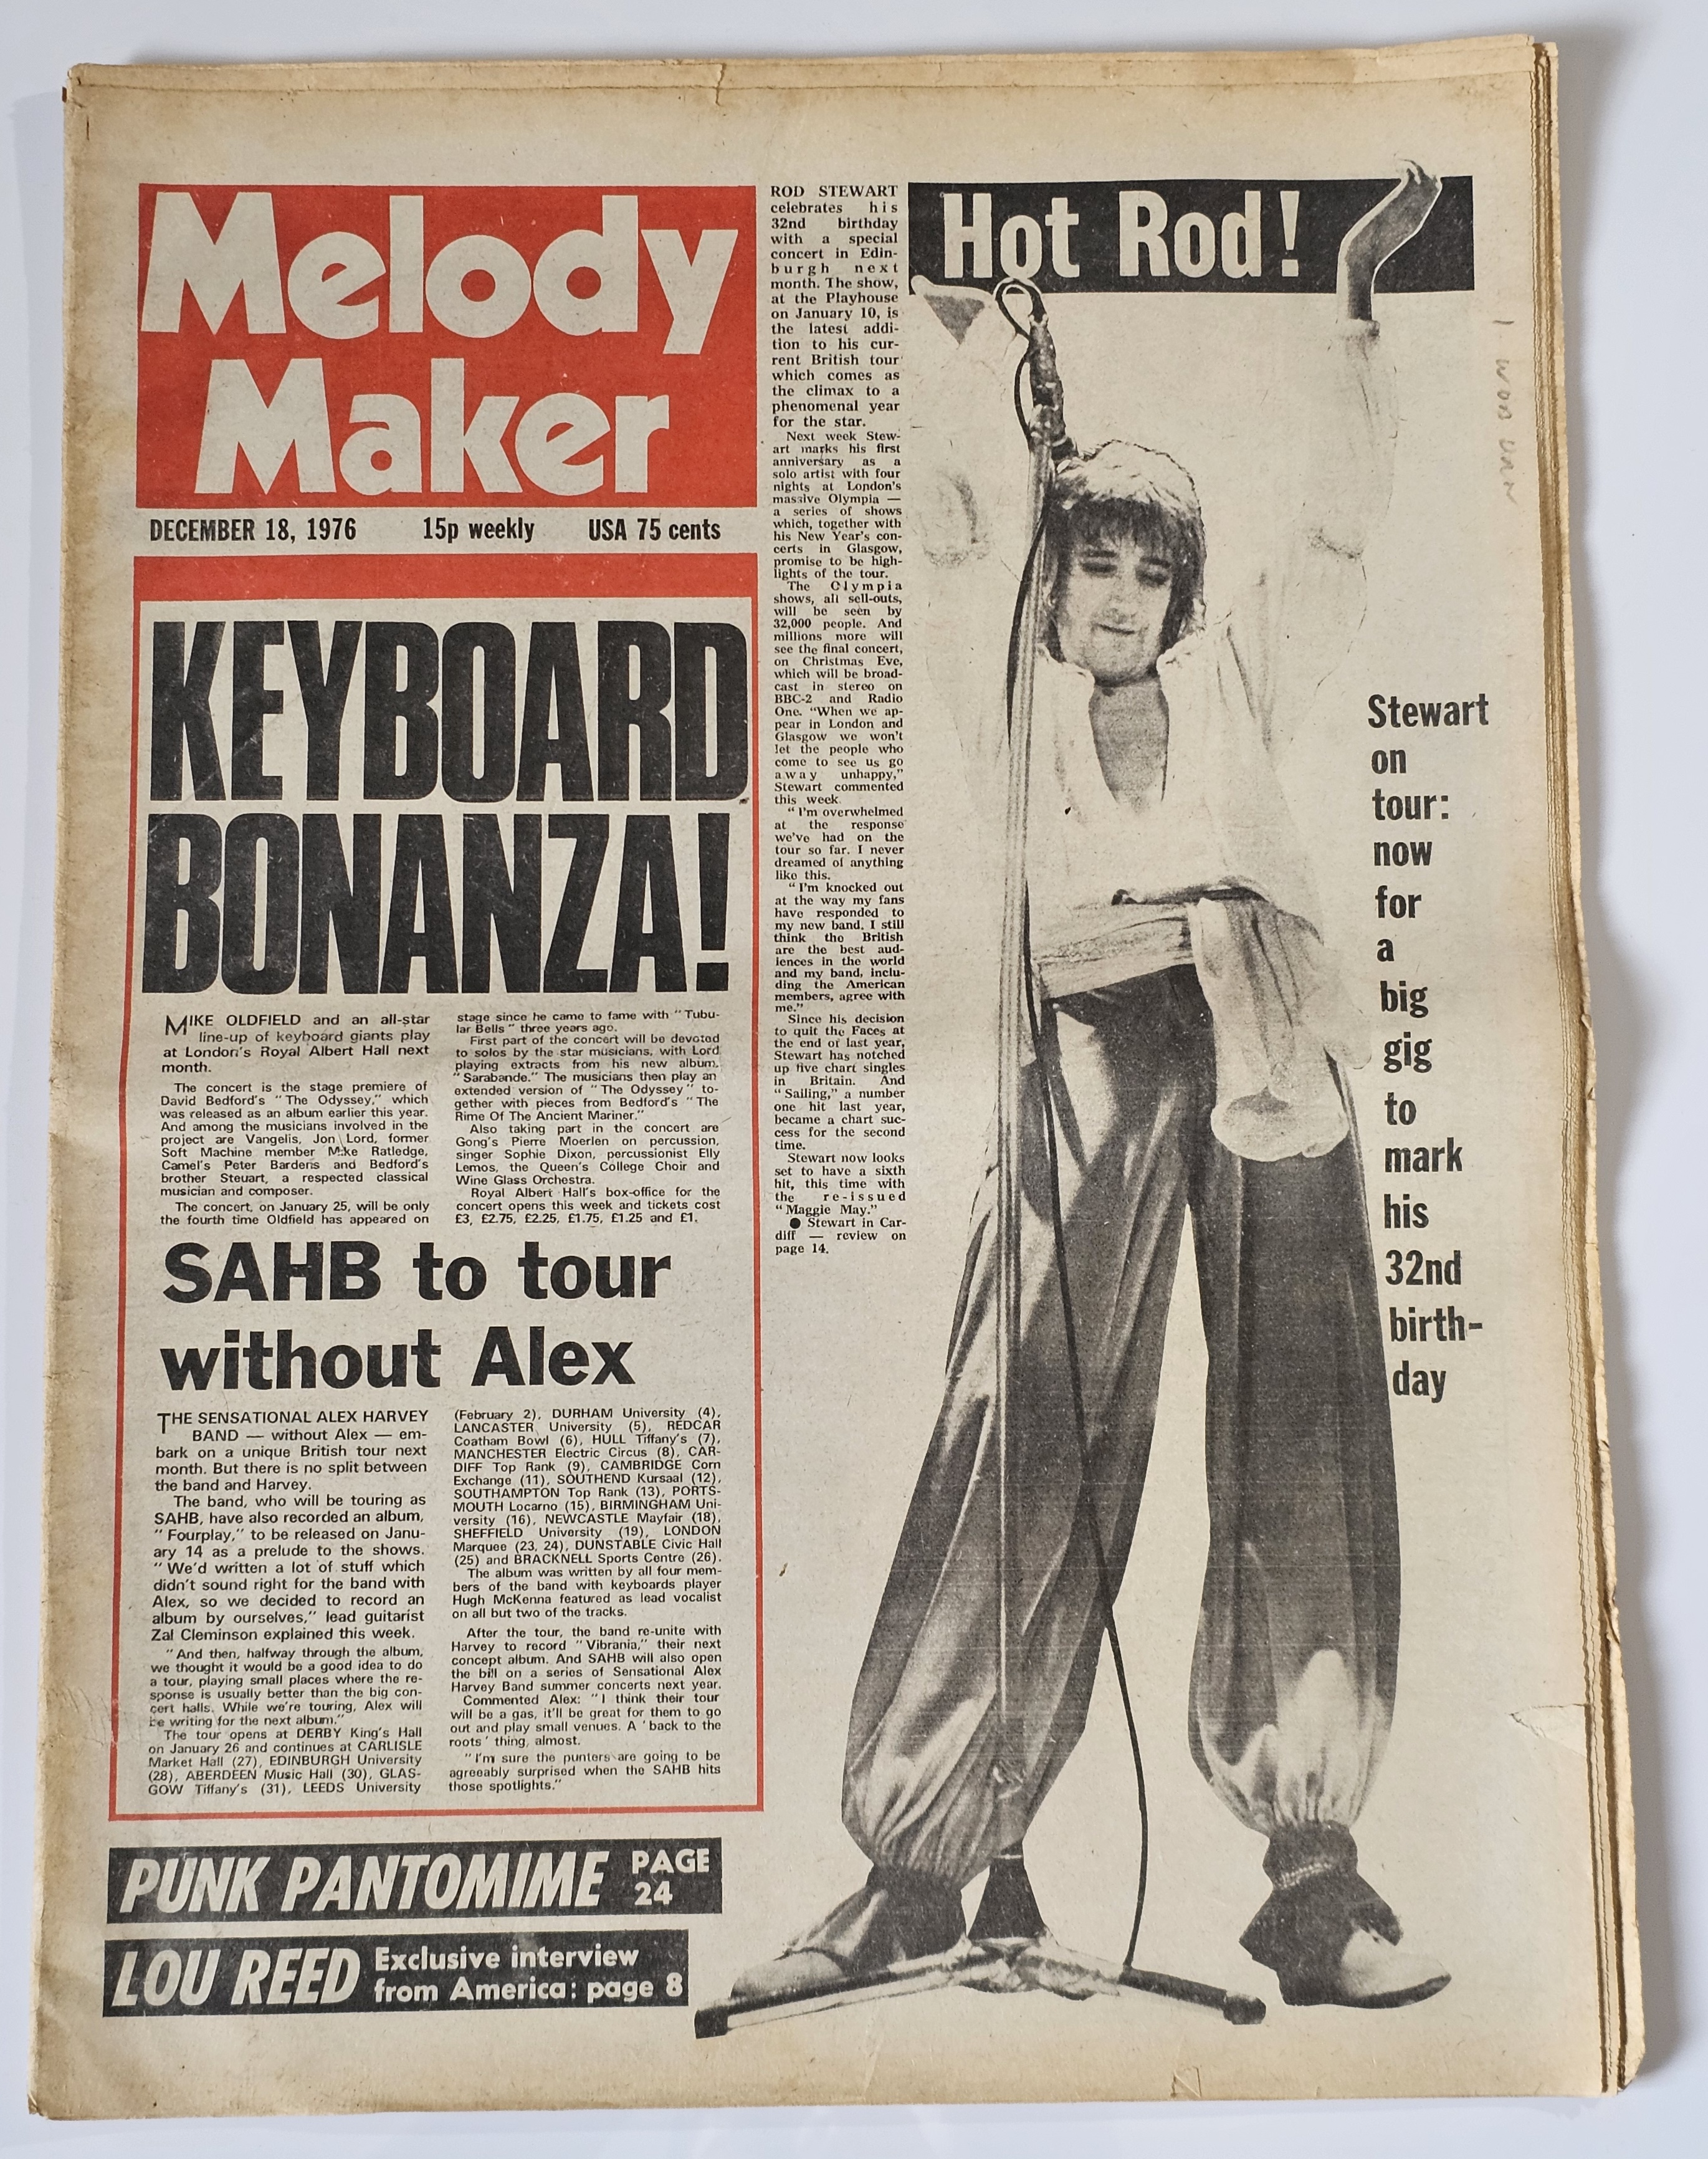 Melody
Maker
DECEMBER 18, 1976 15p weekly USA 75 cents
KEYBOARD
BONANZA!
MIKE OLDFIELD and an all-star
line-up of keyboard giants play
at London's Royal Albert Hall next
month.
The concert is the stage premiere of
David Bedford's "The Odyssey," which
was released as an album earlier this year.
And among the musicians involved in the
project are Vangelis, Jon Lord, former
Soft Machine member Mike Ratledge,
Camel's Peter Bardens and Bedford's
brother Steuart, a respected classical
musician and composer.
The concert, on January 25, will be only
the fourth time Oldfield has appeared on
stage since he came to fame with "Tubu-
lar Bells" three years ago.
First part of the concert will be devoted
to solos by the star musicians, with Lord
playing extracts from his new album,
"Sarabande." The musicians then play an
extended version of "The Odyssey" to-
gether with pieces from Bedford's "The
Rime Of The Ancient Mariner."
Also taking part in the concert are
Gong's Pierre Moerlen on percussion,
singer Sophie Dixon, percussionist Elly
Lemos, the Queen's College Choir and
Wine Glass Orchestra.
Royal Albert Hall's box-office for the
concert opens this week and tickets cost
£3, £2.75, £2.25, £1.75, £1.25 and £1.
SAHB to tour
without Alex
THE SENSATIONAL ALEX HARVEY
BAND — without Alex — em-
bark on a unique British tour next
month. But there is no split between
the band and Harvey.
The band, who will be touring as
SAHB, have also recorded an album,
"Fourplay," to be released on Janu-
ary 14 as a prelude to the shows.
"We'd written a lot of stuff which
didn't sound right for the band with
Alex, so we decided to record an
album by ourselves," lead guitarist
Zal Cleminson explained this week.
"And then, halfway through the album,
we thought it would be a good idea to do
a tour, playing small places where the re-
sponse is usually better than the big con-
cert halls. While we're touring, Alex will
be writing for the next album."
The tour opens at DERBY King's Hall
on January 26 and continues at CARLISLE
Market Hall (27), EDINBURGH University
(28), ABERDEEN Music Hall (30), GLAS-
GOW Tiffany's (31), LEEDS University
(February 2), DURHAM University (4),
LANCASTER University (5), REDCAR
Coatham Bowl (6), HULL Tiffany's (7),
MANCHESTER Electric Circus (8), CAR-
DIFF Top Rank (9), CAMBRIDGE Corn
Exchange (11), SOUTHEND Kursaal (12),
SOUTHAMPTON Top Rank (13), PORTS-
MOUTH Locarno (15), BIRMINGHAM Uni-
versity (16), NEWCASTLE Mayfair (18),
SHEFFIELD University (19), LONDON
Marquee (23, 24), DUNSTABLE Civic Hall
(25) and BRACKNELL Sports Centre (26).
The album was written by all four mem-
bers of the band with keyboards player
Hugh McKenna featured as lead vocalist
on all but two of the tracks.
After the tour, the band re-unite with
Harvey to record "Vibrania," their next
concept album. And SAHB will also open
the bill on a series of Sensational Alex
Harvey Band summer concerts next year.
Commented Alex: "I think their tour
will be a gas, it'll be great for them to go
out and play small venues. A 'back to the
roots' thing, almost.
"I'm sure the punters are going to be
agreeably surprised when the SAHB hits
those spotlights."
PUNK PANTOMIME PAGE
24
LOU REED Exclusive interview
from America: page 8
ROD STEWART
celebrates his
32nd birthday
with a special
concert in Edin-
burgh next
month. The show,
at the Playhouse
on January 10, is
the latest addi-
tion to his cur-
rent British tour
which comes as
the climax to a
phenomenal year
for the star.
Next week Stew-
art marks his first
anniversary as a
solo artist with four
nights at London's
massive Olympia —
a series of shows
which, together with
his New Year's con-
certs in Glasgow,
promise to be high-
lights of the tour.
The Olympia
shows, all sell-outs,
will be seen by
32,000 people. And
millions more will
see the final concert,
on Christmas Eve,
which will be broad-
cast in stereo on
BBC-2 and Radio
One. "When we ap-
pear in London and
Glasgow we won't
let the people who
come to see us go
away unhappy,"
Stewart commented
this week.
"I'm overwhelmed
at the response
we've had on the
tour so far. I never
dreamed of anything
like this.
"I'm knocked out
at the way my fans
have responded to
my new band. I still
think the British
are the best aud-
iences in the world
and my band, inclu-
ding the American
members, agree with
me."
Since his decision
to quit the Faces at
the end of last year,
Stewart has notched
up five chart singles
in Britain. And
"Sailing," a number
one hit last year,
became a chart suc-
cess for the second
time.
Stewart now looks
set to have a sixth
hit, this time with
the re-issued
"Maggie May."
● Stewart in Car-
diff — review on
page 14.
Hot Rod!
Stewart
on
tour:
now
for
a
big
gig
to
mark
his
32nd
birth-
day